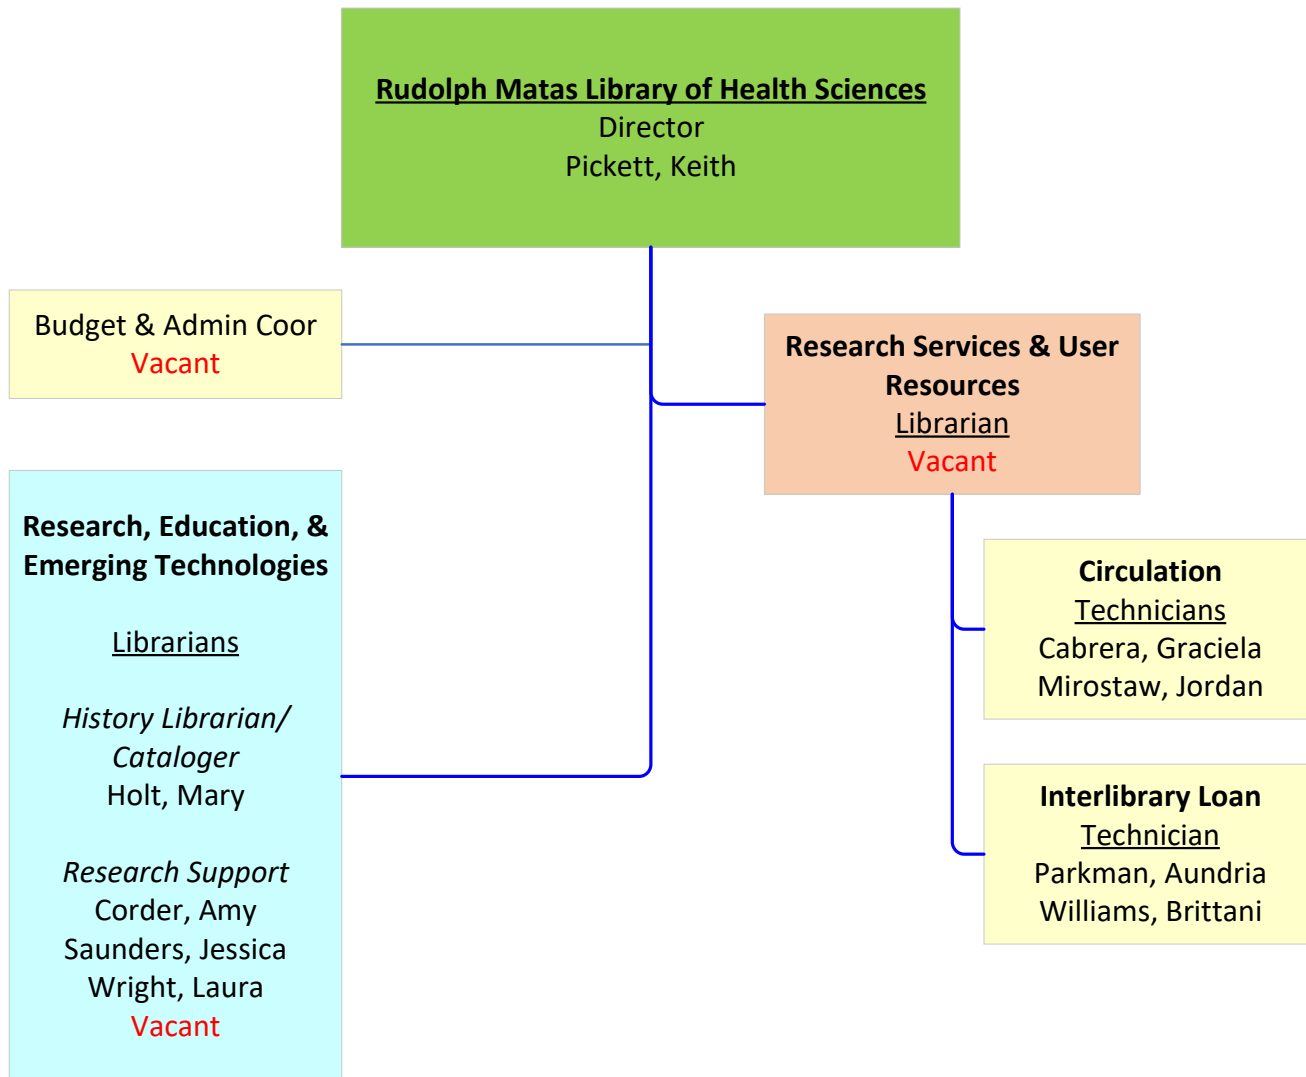 Rudolph Matas Library of Health Sciences
Director
Pickett, Keith
Budget & Admin Coor
Vacant
Research Services & User
Resources
Librarian
Vacant
Research, Education, &
Emerging Technologies
Librarians
History Librarian/
Cataloger
Holt, Mary
Research Support
Corder, Amy
Saunders, Jessica
Wright, Laura
Vacant
Circulation
Technicians
Cabrera, Graciela
Mirostaw, Jordan
Interlibrary Loan
Technician
Parkman, Aundria
Williams, Brittani